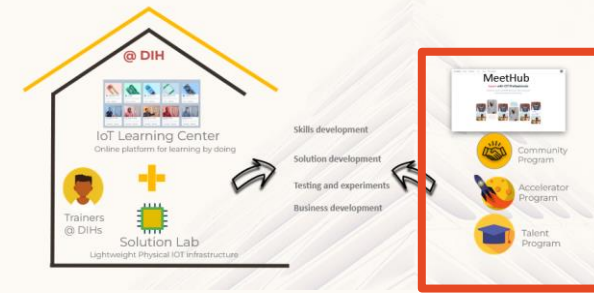 @ DIH
IoT Learning Center
Online platform for learning by doing
Trainers
@ DIHs
Solution Lab
Lightweight Physical IOT Infrastructure
Skills development
Solution development
Testing and experiments
Business development
MeetHub
Community
Program
Accelerator
Program
Talent
Program